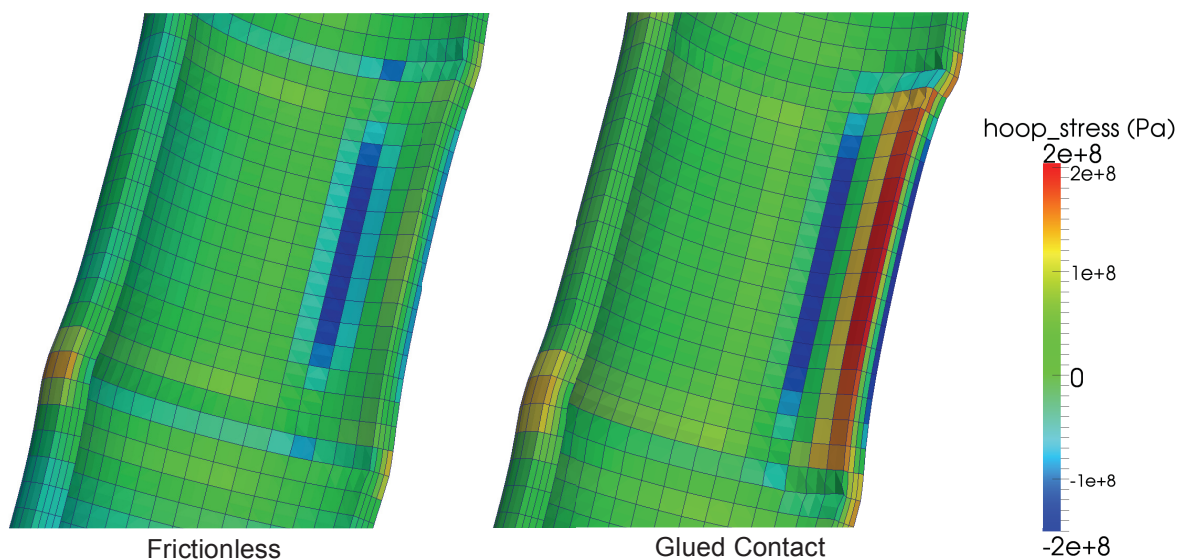 hoop_stress (Pa)
2e+8
2e+8
1e+8
0
-1e+8
-2e+8
Frictionless
Glued Contact